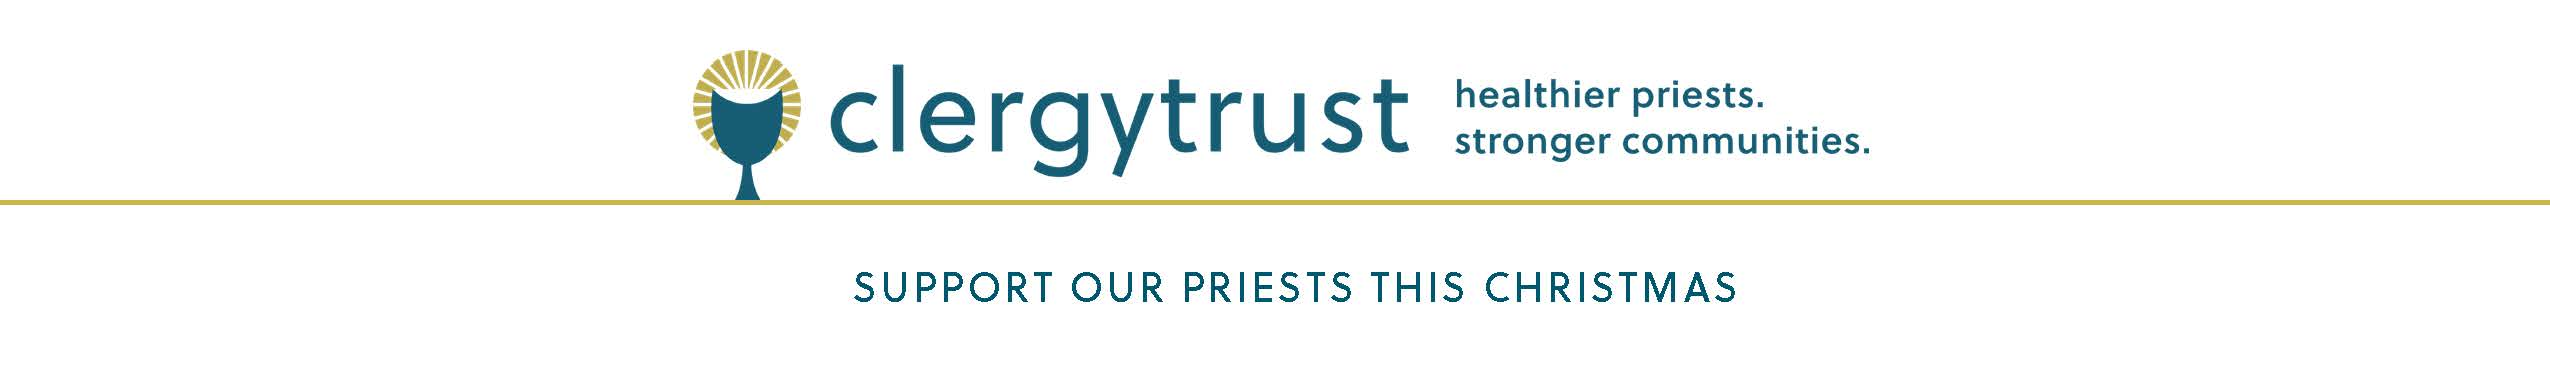 clergytrust
healthier priests.
stronger communities.
SUPPORT OUR PRIESTS THIS CHRISTMAS